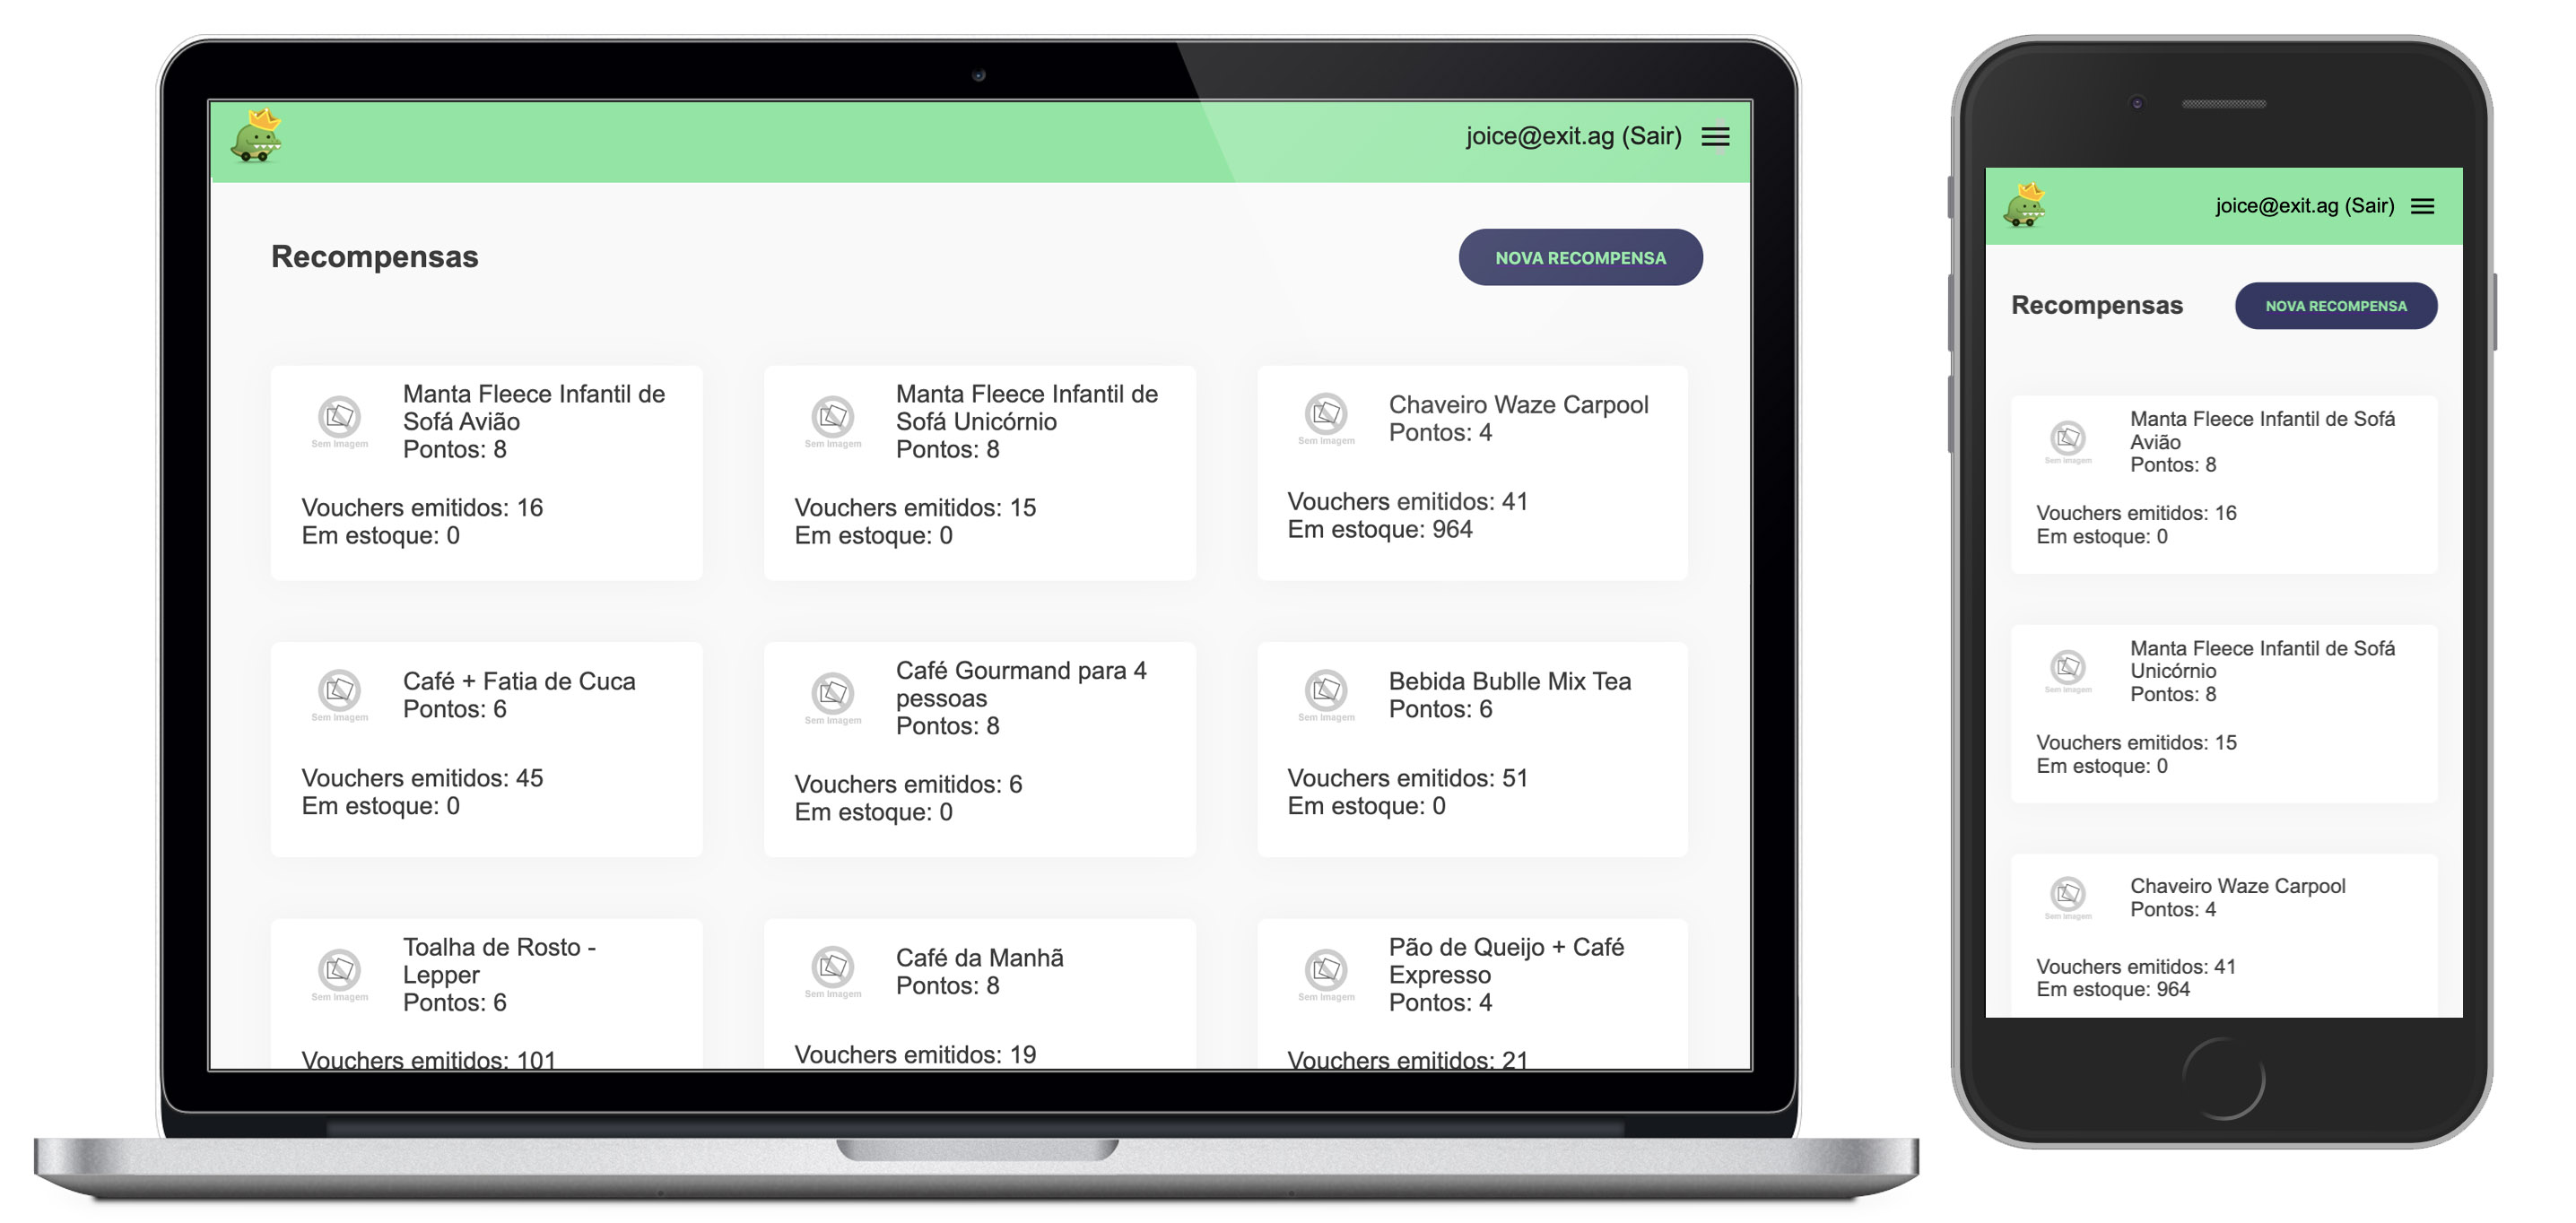 joice@exit.ag (Sair)
Recompensas
NOVA RECOMPENSA
Sem Imagem
Manta Fleece Infantil de
Sofá Avião
Pontos: 8
Vouchers emitidos: 16
Em estoque: 0
Sem Imagem
Manta Fleece Infantil de
Sofá Unicórnio
Pontos: 8
Vouchers emitidos: 15
Em estoque: 0
Sem Imagem
Chaveiro Waze Carpool
Pontos: 4
Vouchers emitidos: 41
Em estoque: 964
Sem Imagem
Café + Fatia de Cuca
Pontos: 6
Vouchers emitidos: 45
Em estoque: 0
Sem Imagem
Café Gourmand para 4
pessoas
Pontos: 8
Vouchers emitidos: 6
Em estoque: 0
Sem Imagem
Bebida Bublle Mix Tea
Pontos: 6
Vouchers emitidos: 51
Em estoque: 0
Sem Imagem
Toalha de Rosto -
Lepper
Pontos: 6
Vouchers emitidos: 101
Sem Imagem
Café da Manhã
Pontos: 8
Vouchers emitidos: 19
Sem Imagem
Pão de Queijo + Café
Expresso
Pontos: 4
Vouchers emitidos: 21
joice@exit.ag (Sair)
Recompensas
NOVA RECOMPENSA
Sem Imagem
Manta Fleece Infantil de Sofá
Avião
Pontos: 8
Vouchers emitidos: 16
Em estoque: 0
Sem Imagem
Manta Fleece Infantil de Sofá
Unicórnio
Pontos: 8
Vouchers emitidos: 15
Em estoque: 0
Sem Imagem
Chaveiro Waze Carpool
Pontos: 4
Vouchers emitidos: 41
Em estoque: 964